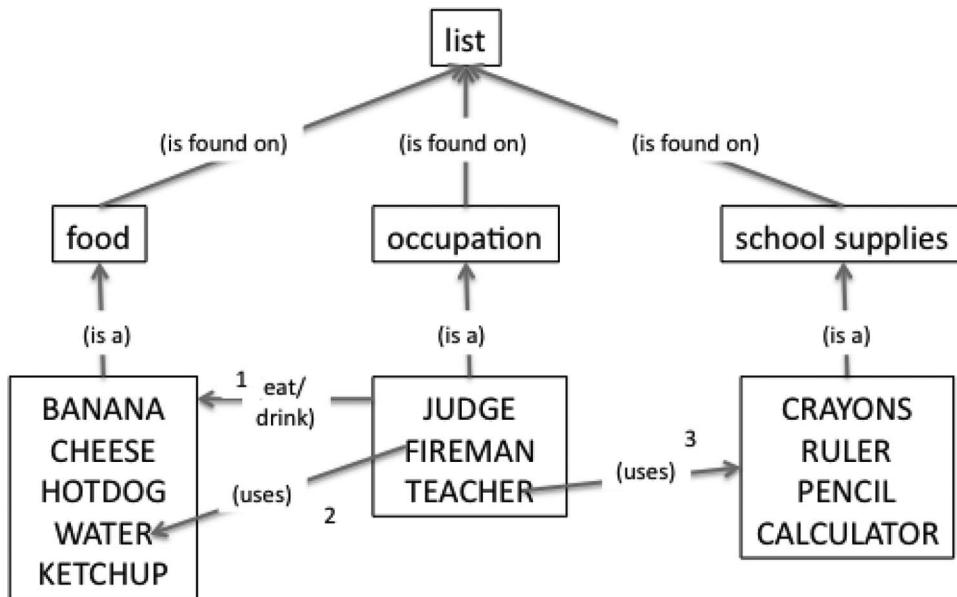 list
(is found on)
(is found on)
(is found on)
food
occupation
school supplies
(is a)
(is a)
(is a)
BANANA
CHEESE
HOTDOG
WATER
KETCHUP
1 eat/
drink)
(uses)
2
JUDGE
FIREMAN
TEACHER
3
(uses)
CRAYONS
RULER
PENCIL
CALCULATOR